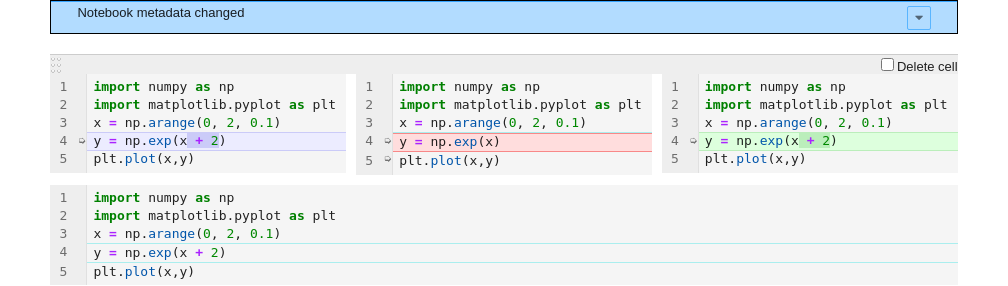 Notebook metadata changed
Delete cell
1 import numpy as np
2 import matplotlib.pyplot as plt
3 x = np.arange(0, 2, 0.1)
4 y = np.exp(x + 2)
5 plt.plot(x,y)
1 import numpy as np
2 import matplotlib.pyplot as plt
3 x = np.arange(0, 2, 0.1)
4 y = np.exp(x)
5 plt.plot(x,y)
1 import numpy as np
2 import matplotlib.pyplot as plt
3 x = np.arange(0, 2, 0.1)
4 y = np.exp(x + 2)
5 plt.plot(x,y)
1 import numpy as np
2 import matplotlib.pyplot as plt
3 x = np.arange(0, 2, 0.1)
4 y = np.exp(x + 2)
5 plt.plot(x,y)